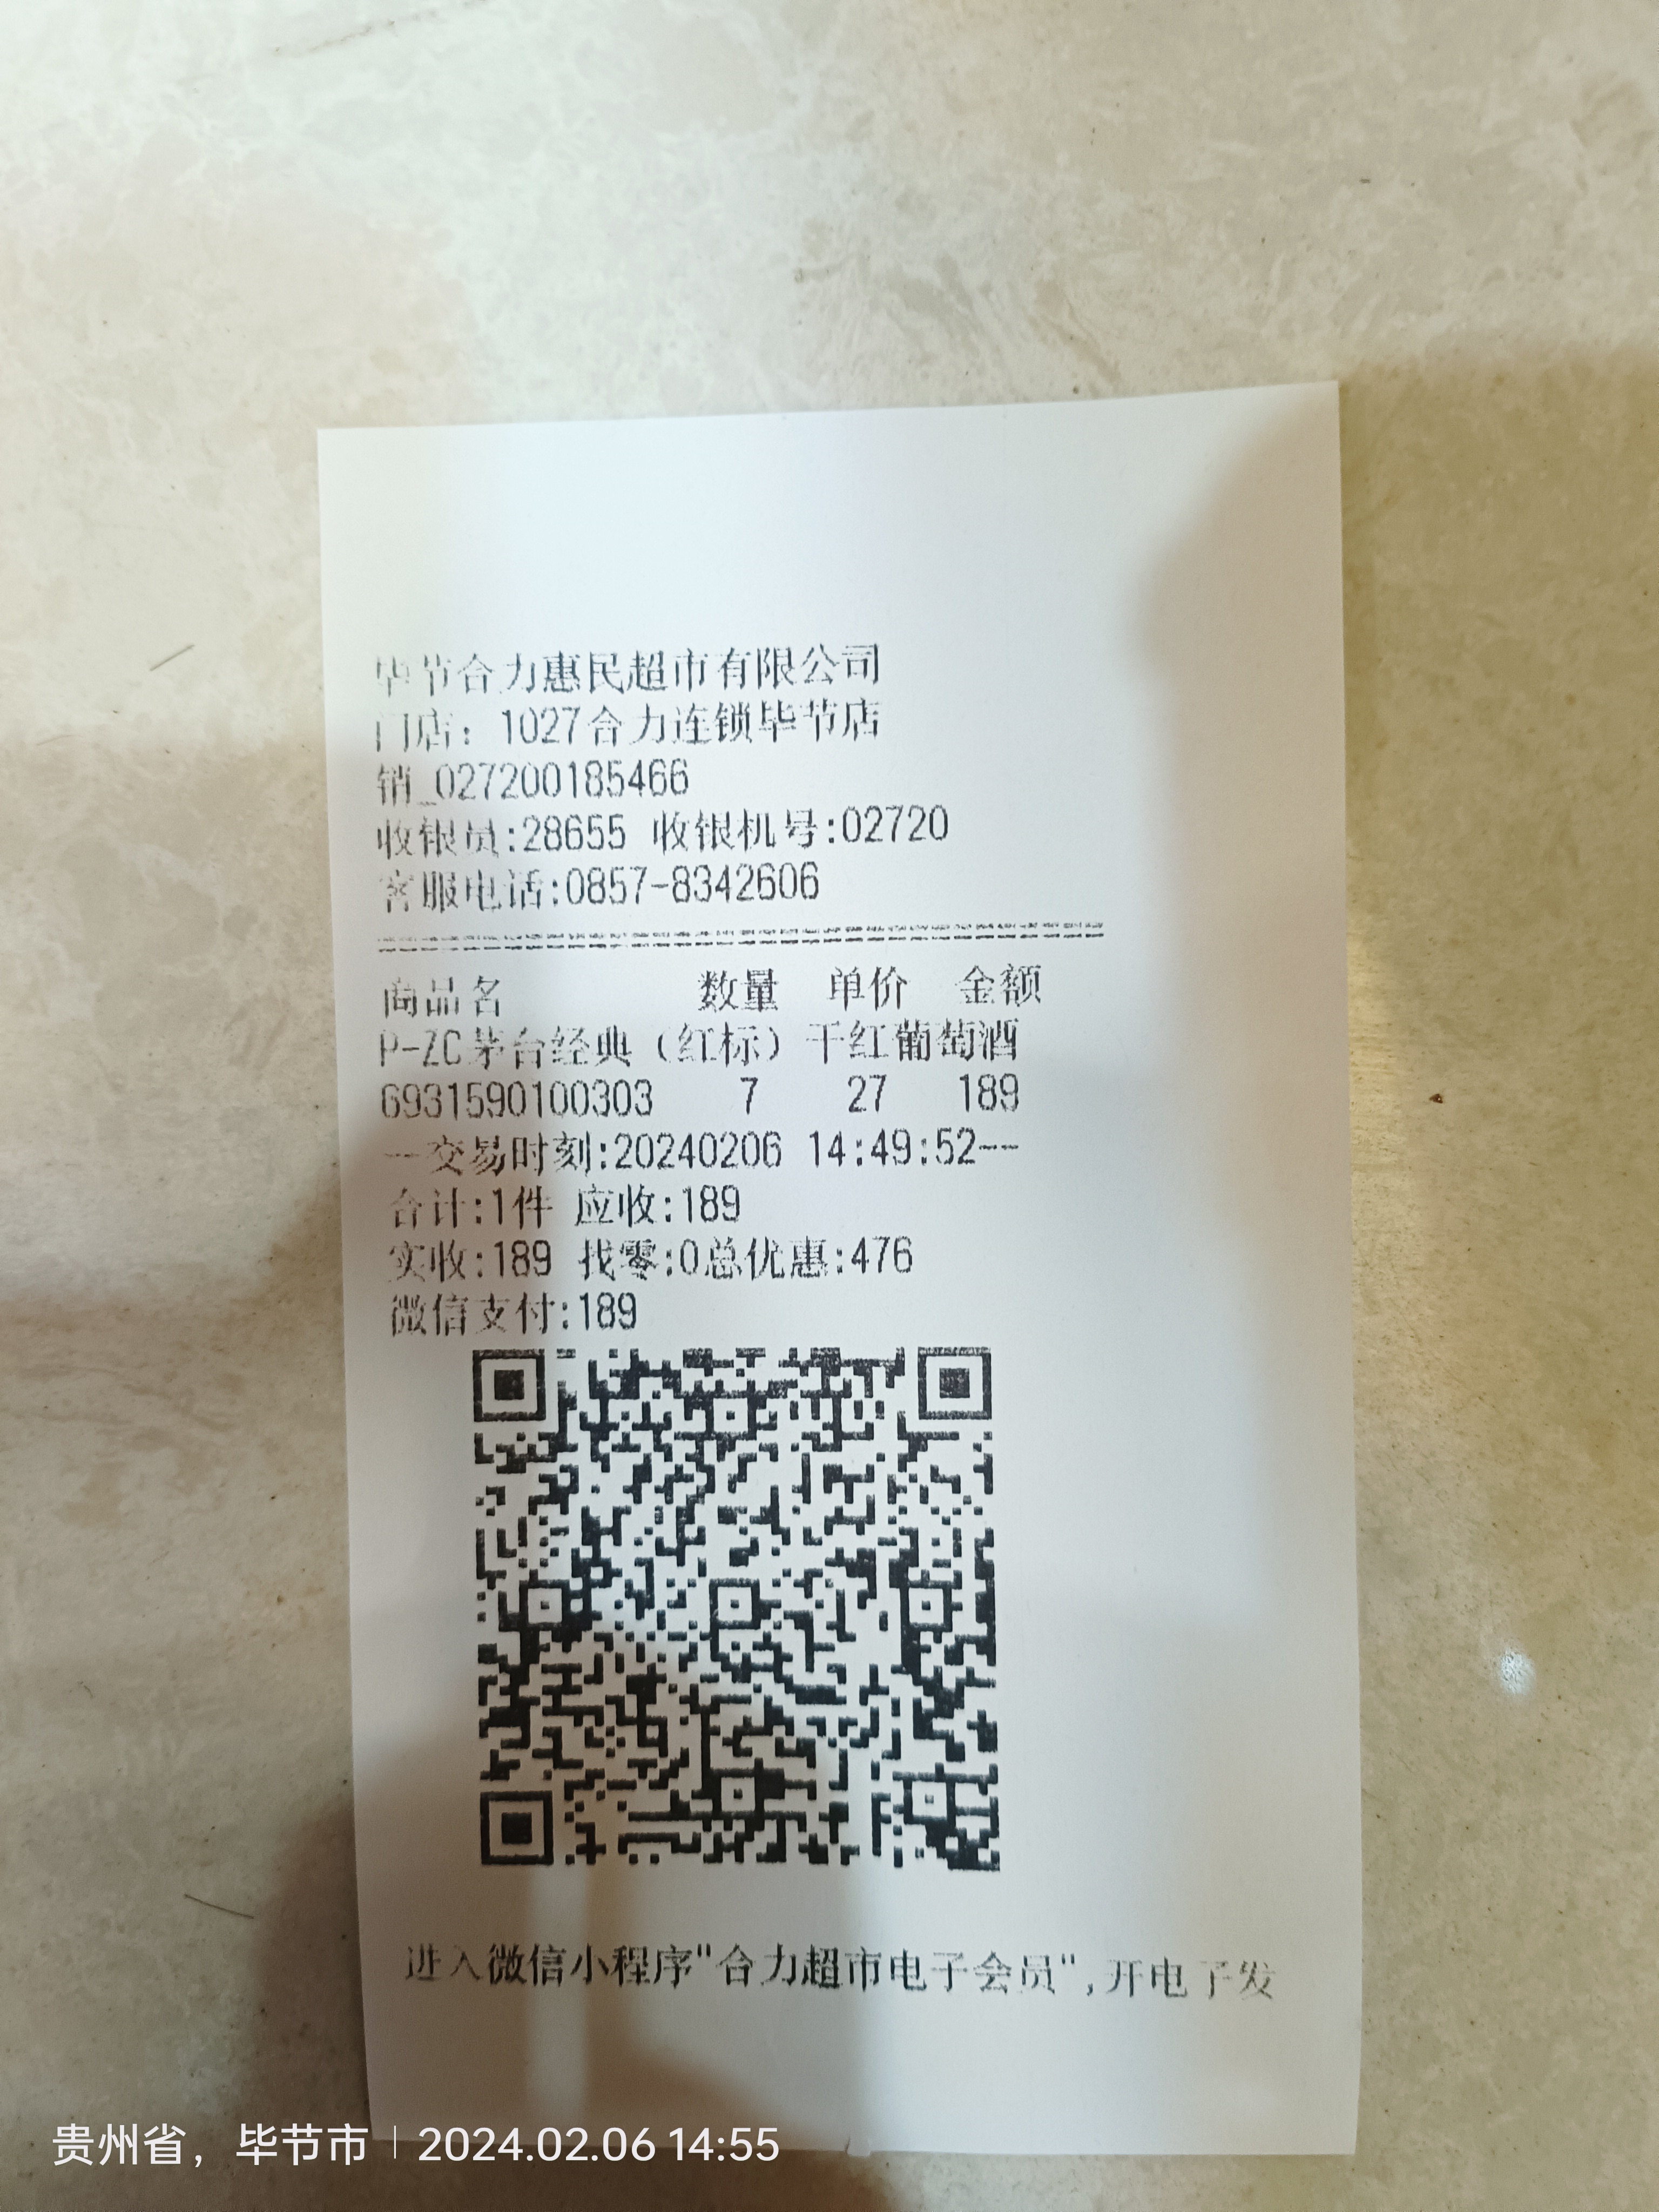 毕节合力惠民超市有限公司
门店：1027合力连锁毕节店
销_027200185466
收银员:28655 收银机号:02720
客服电话:0857-8342606
商品名 数量 单价 金额
P-ZC茅台经典（红标）干红葡萄酒
6931590100303 7 27 189
--交易时刻:20240206 14:49:52--
合计:1件 应收:189
实收:189 找零:0总优惠:476
微信支付:189
进入微信小程序"合力超市电子会员",开电子发
贵州省，毕节市 | 2024.02.06 14:55